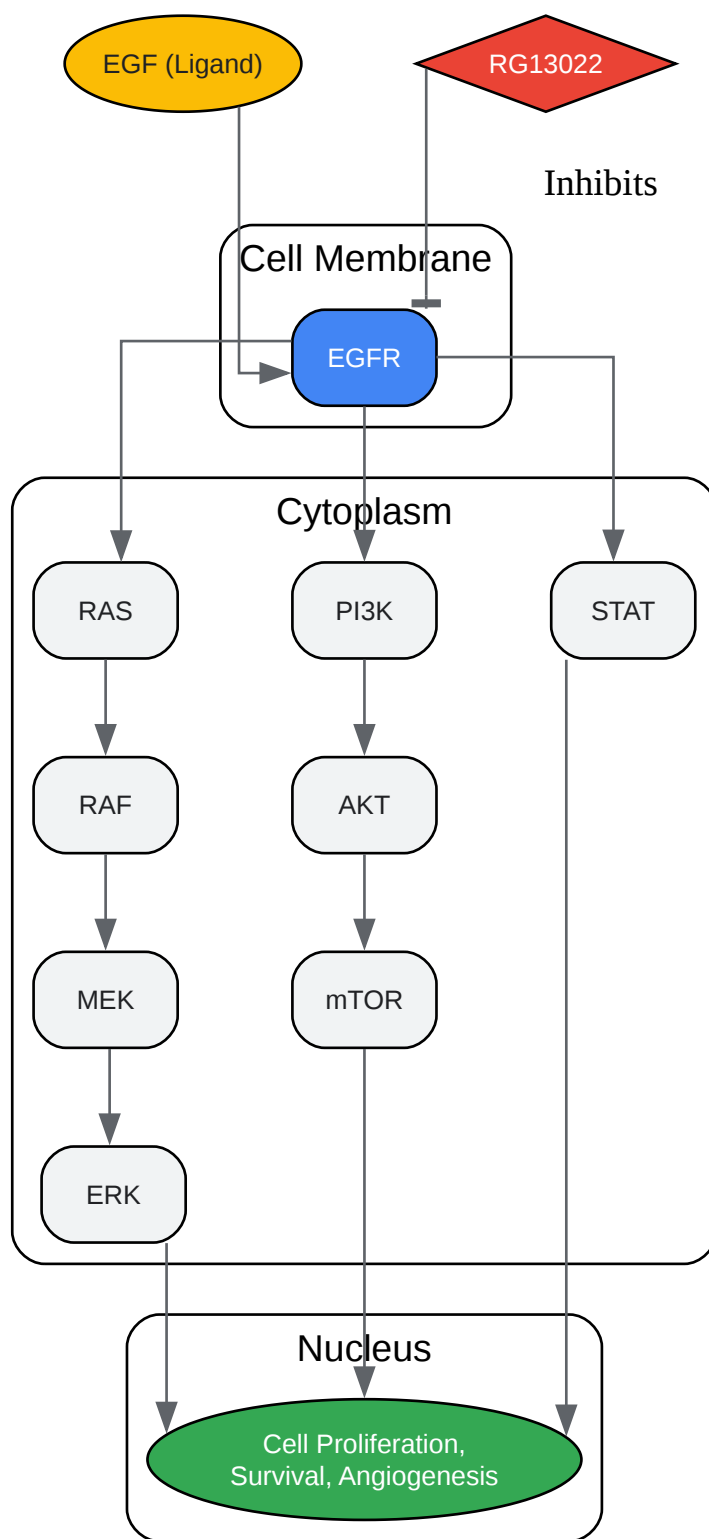 EGF (Ligand)
RG13022
Inhibits
Cell Membrane
EGFR
Cytoplasm
RAS
PI3K
STAT
RAF
AKT
MEK
mTOR
ERK
Nucleus
Cell Proliferation,
Survival, Angiogenesis